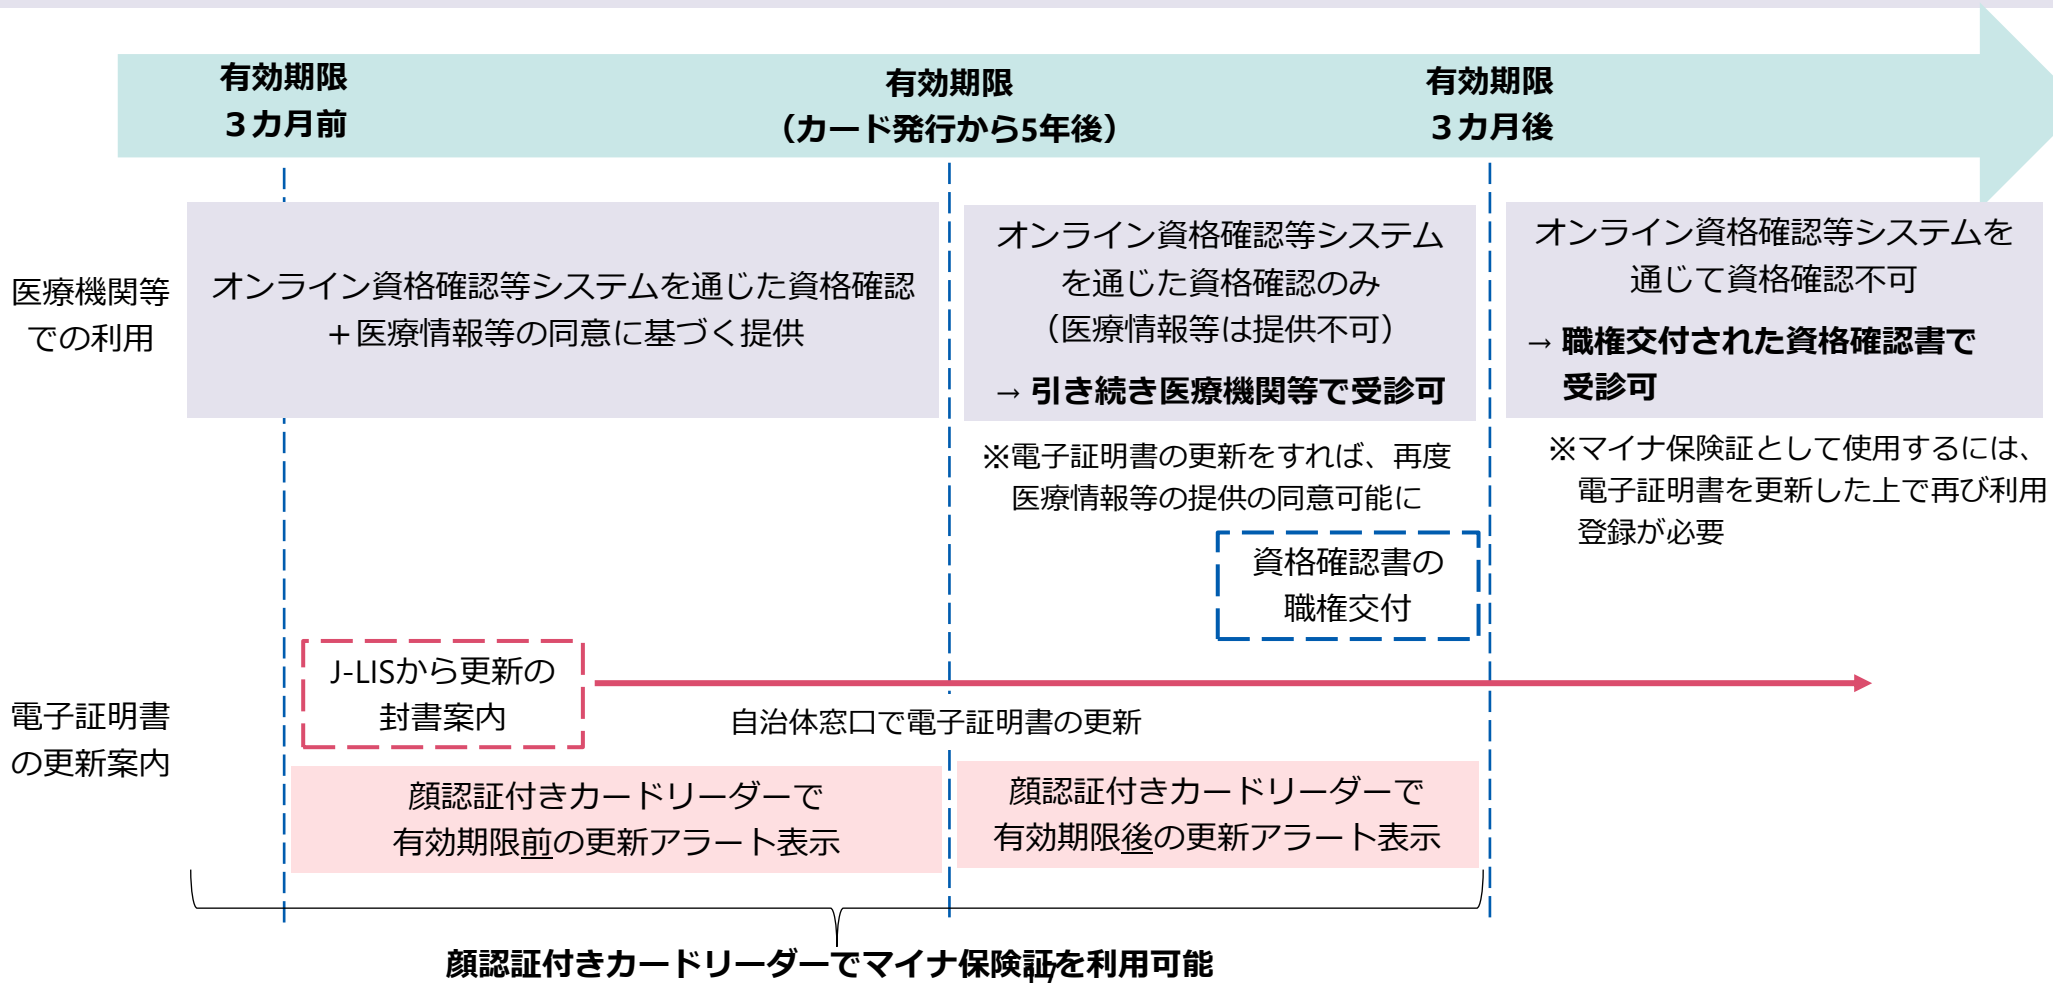 有効期限
３カ月前
有効期限
（カード発行から5年後）
有効期限
３カ月後
医療機関等
での利用
オンライン資格確認等システムを通じた資格確認
＋医療情報等の同意に基づく提供
オンライン資格確認等システム
を通じた資格確認のみ
（医療情報等は提供不可）
→ 引き続き医療機関等で受診可
※電子証明書の更新をすれば、再度
医療情報等の提供の同意可能に
オンライン資格確認等システムを
通じて資格確認不可
→ 職権交付された資格確認書で
受診可
※マイナ保険証として使用するには、
電子証明書を更新した上で再び利用
登録が必要
資格確認書の
職権交付
電子証明書
の更新案内
J-LISから更新の
封書案内
自治体窓口で電子証明書の更新
顔認証付きカードリーダーで
有効期限前の更新アラート表示
顔認証付きカードリーダーで
有効期限後の更新アラート表示
顔認証付きカードリーダーでマイナ保険証を利用可能